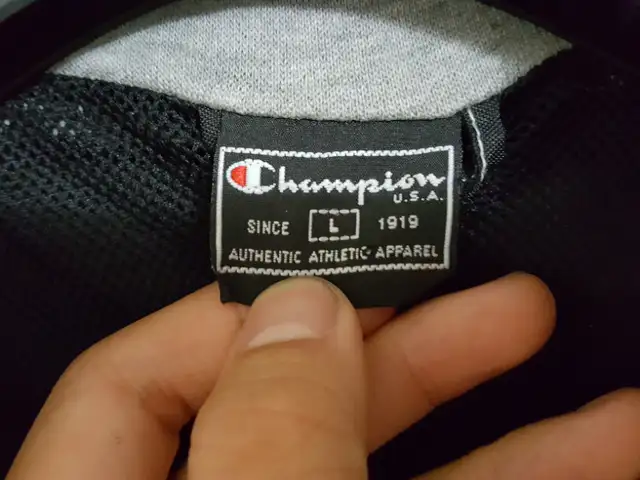 Champion
U.S.A.
SINCE L 1919
AUTHENTIC ATHLETIC APPAREL